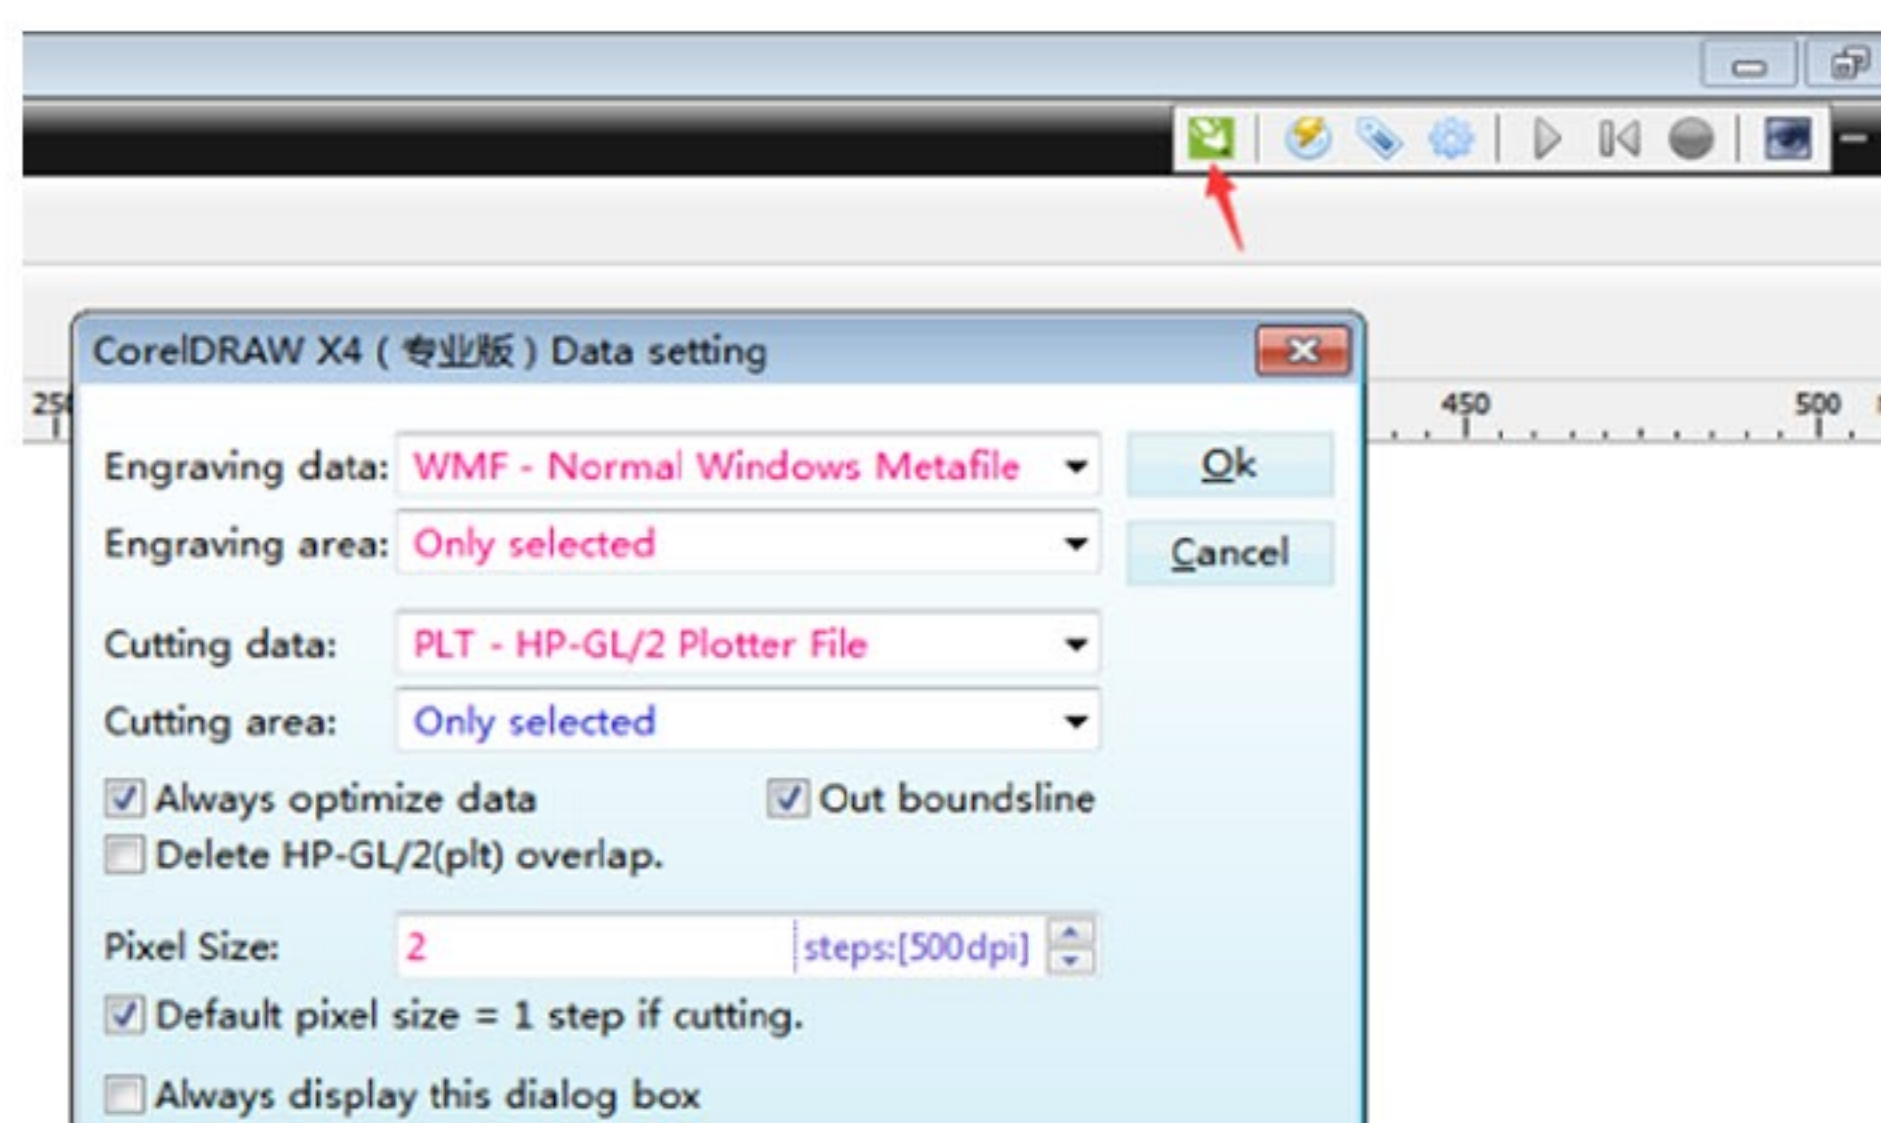 CorelDRAW X4 ( 专业版 ) Data setting
250
450
500
Engraving data: WMF - Normal Windows Metafile
Ok
Engraving area: Only selected
Cancel
Cutting data: PLT - HP-GL/2 Plotter File
Cutting area: Only selected
Always optimize data
Out boundsline
Delete HP-GL/2(plt) overlap.
Pixel Size: 2 steps:[500dpi]
Default pixel size = 1 step if cutting.
Always display this dialog box